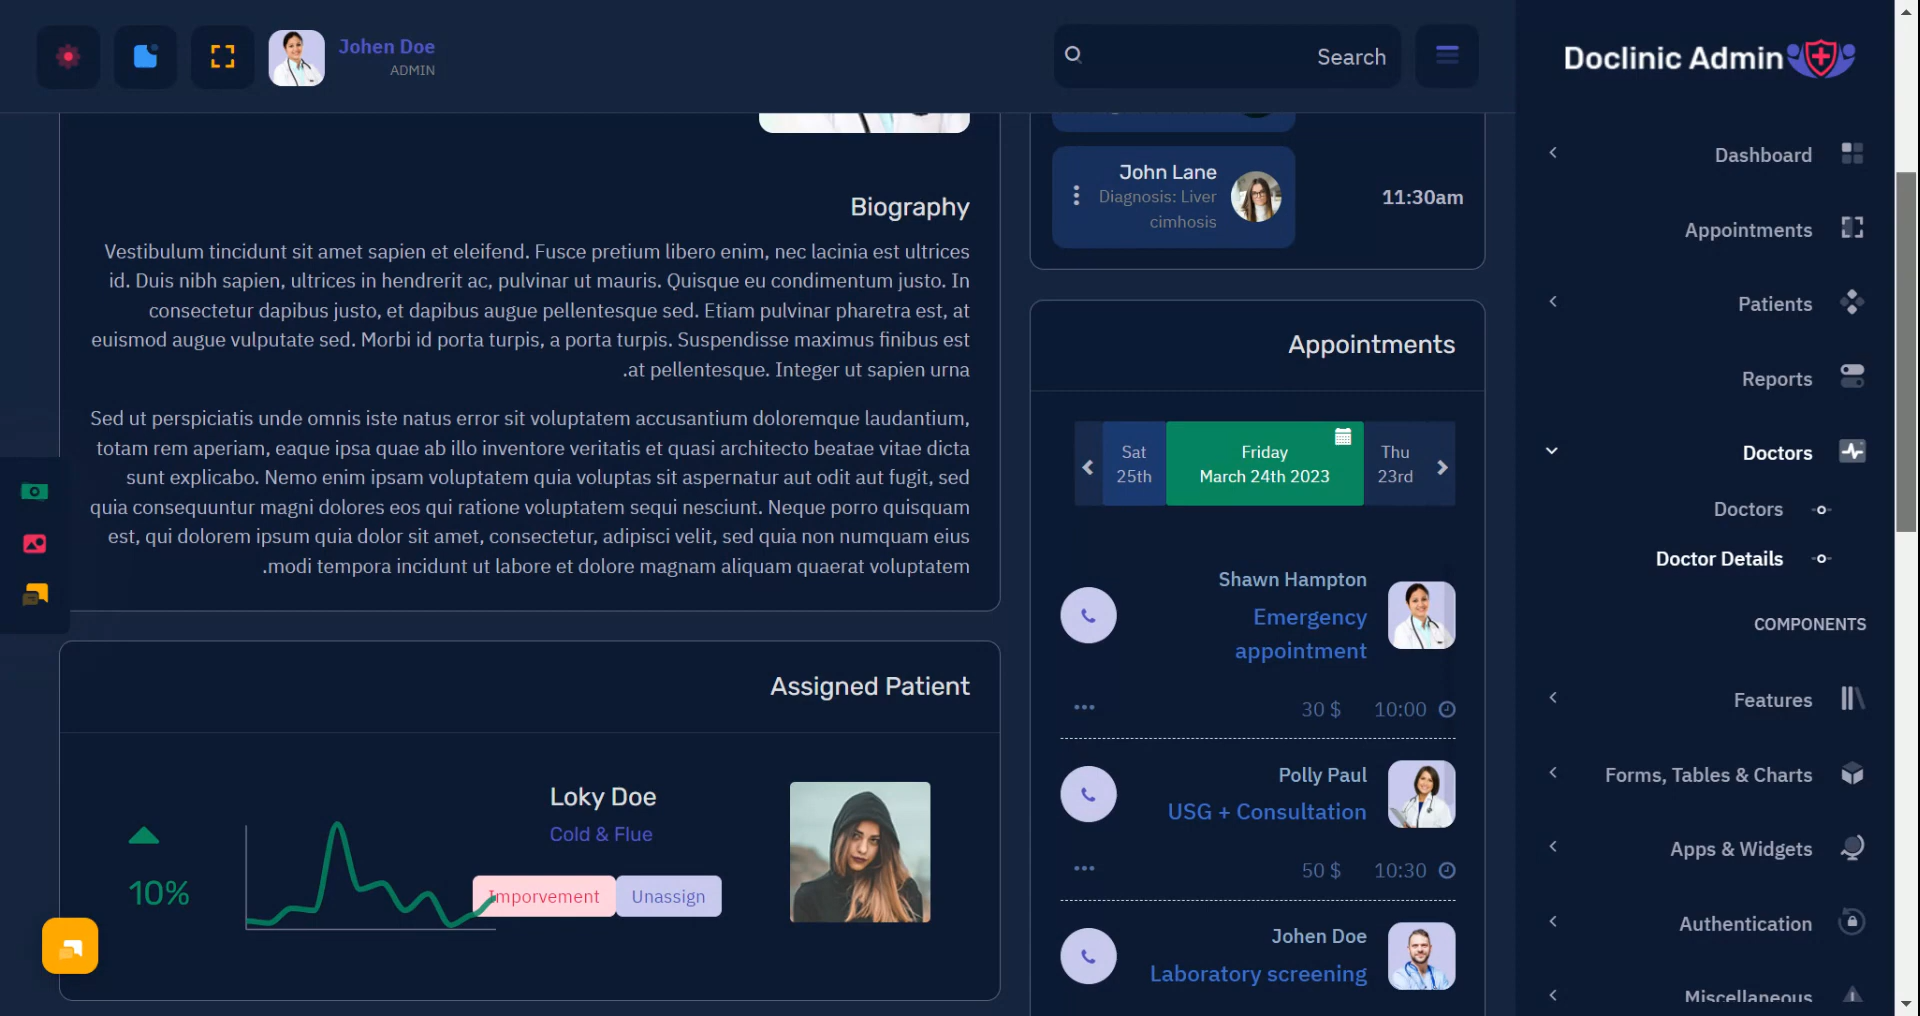 Johen Doe
ADMIN
Search
Doclinic Admin
Dashboard
Appointments
Patients
Reports
Doctors
Doctors
Doctor Details
COMPONENTS
Features
Forms, Tables & Charts
Apps & Widgets
Authentication
Miscellaneous
John Lane
Diagnosis: Liver
cimhosis
11:30am
Biography
Vestibulum tincidunt sit amet sapien et eleifend. Fusce pretium libero enim, nec lacinia est ultrices
id. Duis nibh sapien, ultrices in hendrerit ac, pulvinar ut mauris. Quisque eu condimentum justo. In
consectetur dapibus justo, et dapibus augue pellentesque sed. Etiam pulvinar pharetra est, at
euismod augue vulputate sed. Morbi id porta turpis, a porta turpis. Suspendisse maximus finibus est
.at pellentesque. Integer ut sapien urna
Sed ut perspiciatis unde omnis iste natus error sit voluptatem accusantium doloremque laudantium,
totam rem aperiam, eaque ipsa quae ab illo inventore veritatis et quasi architecto beatae vitae dicta
sunt explicabo. Nemo enim ipsam voluptatem quia voluptas sit aspernatur aut odit aut fugit, sed
quia consequuntur magni dolores eos qui ratione voluptatem sequi nesciunt. Neque porro quisquam
est, qui dolorem ipsum quia dolor sit amet, consectetur, adipisci velit, sed quia non numquam eius
.modi tempora incidunt ut labore et dolore magnam aliquam quaerat voluptatem
Appointments
Sat
25th
Friday
March 24th 2023
Thu
23rd
Shawn Hampton
Emergency
appointment
30 $ 10:00
Polly Paul
USG + Consultation
50 $ 10:30
Johen Doe
Laboratory screening
Assigned Patient
Loky Doe
Cold & Flue
10%
Imporvement
Unassign